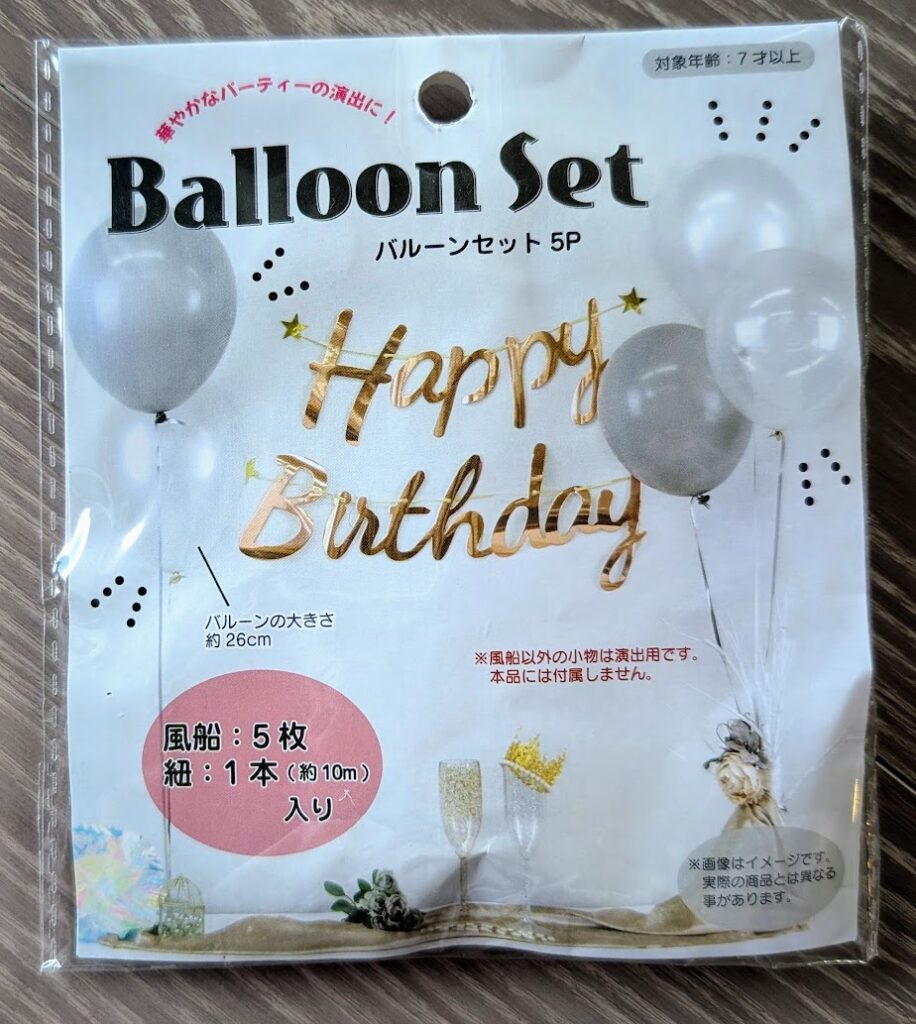 対象年齢：7才以上
華やかなパーティーの演出に！
Balloon Set
バルーンセット 5P
Happy
Birthday
バルーンの大きさ
約26cm
※風船以外の小物は演出用です。
本品には付属しません。
風船：5枚
紐：1本（約10m）
入り
※画像はイメージです。
実際の商品とは異なる
事があります。